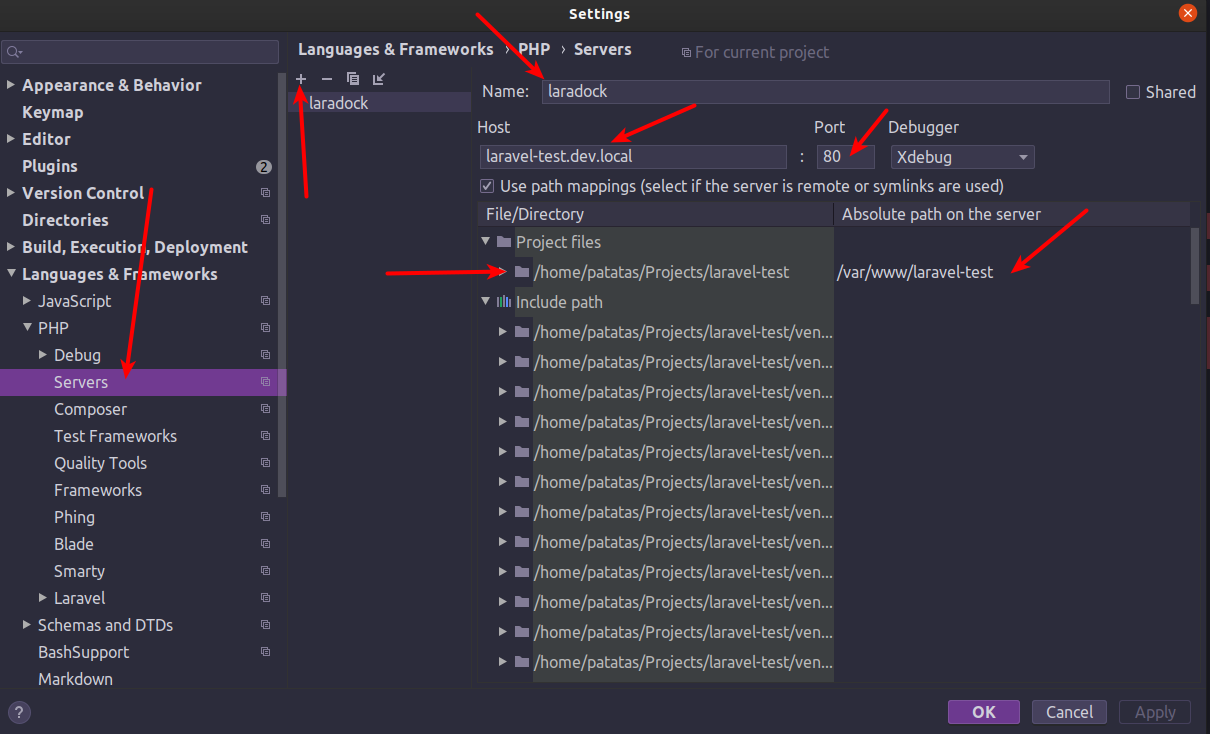 Settings
Languages & Frameworks › PHP › Servers
For current project
Appearance & Behavior
Keymap
Editor
Plugins 2
Version Control
Directories
Build, Execution, Deployment
Languages & Frameworks
JavaScript
PHP
Debug
Servers
Composer
Test Frameworks
Quality Tools
Frameworks
Phing
Blade
Smarty
Laravel
Schemas and DTDs
BashSupport
Markdown
laradock
Name: laradock Shared
Host Port Debugger
laravel-test.dev.local : 80 Xdebug
Use path mappings (select if the server is remote or symlinks are used)
File/Directory Absolute path on the server
Project files
/home/patatas/Projects/laravel-test /var/www/laravel-test
Include path
/home/patatas/Projects/laravel-test/ven...
/home/patatas/Projects/laravel-test/ven...
/home/patatas/Projects/laravel-test/ven...
/home/patatas/Projects/laravel-test/ven...
/home/patatas/Projects/laravel-test/ven...
/home/patatas/Projects/laravel-test/ven...
/home/patatas/Projects/laravel-test/ven...
/home/patatas/Projects/laravel-test/ven...
/home/patatas/Projects/laravel-test/ven...
/home/patatas/Projects/laravel-test/ven...
/home/patatas/Projects/laravel-test/ven...
/home/patatas/Projects/laravel-test/ven...
? OK Cancel Apply